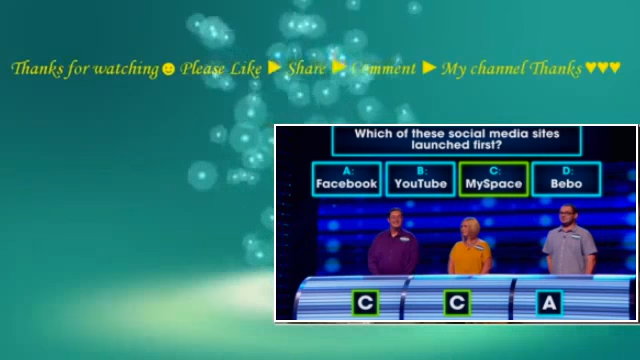 Thanks for watching☻ Please Like ► Share ► Comment ► My channel Thanks ♥♥♥
Which of these social media sites
launched first?
A: Facebook
B: YouTube
C: MySpace
D: Bebo
C C A